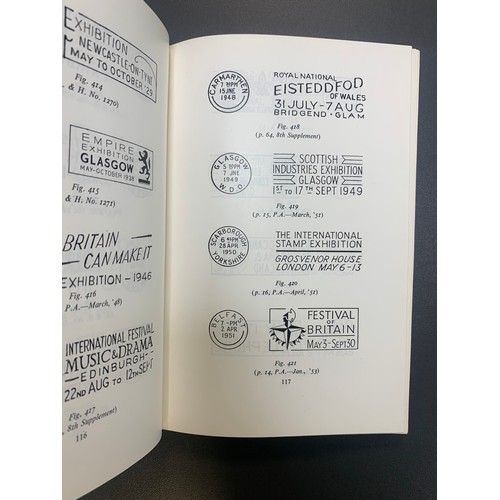 EXHIBITION
NEWCASTLE-ON-TYNE
MAY TO OCTOBER '29
Fig. 414
& H. No. 1270)
EMPIRE
EXHIBITION
GLASGOW
MAY-OCTOBER 1938
Fig. 415
& H. No. 1271)
BRITAIN
CAN MAKE IT
EXHIBITION - 1946
Fig. 416
P.A.—March, '48)
INTERNATIONAL FESTIVAL
MUSIC & DRAMA
EDINBURGH
22ND AUG TO 12TH SEPT
Fig. 417
8th Supplement)
116
CARMARTHEN
15 JNE
1948
ROYAL NATIONAL
EISTEDDFOD
OF WALES
31 JULY-7 AUG
BRIDGEND - GLAM
Fig. 418
(p. 64, 8th Supplement)
GLASGOW
7 JNE
1949
W.D.O.
SCOTTISH
INDUSTRIES EXHIBITION
GLASGOW
1ST TO 17TH SEPT 1949
Fig. 419
(p. 15, P.A.—March, '51)
SCARBOROUGH
28 APR
1950
YORKSHIRE
THE INTERNATIONAL
STAMP EXHIBITION
GROSVENOR HOUSE
LONDON MAY 6-13
Fig. 420
(p. 16, P.A.—April, '51)
BELFAST
2 APR
1951
FESTIVAL
OF
BRITAIN
MAY 3-SEPT 30
Fig. 421
(p. 14, P.A.—Jan., '53)
117